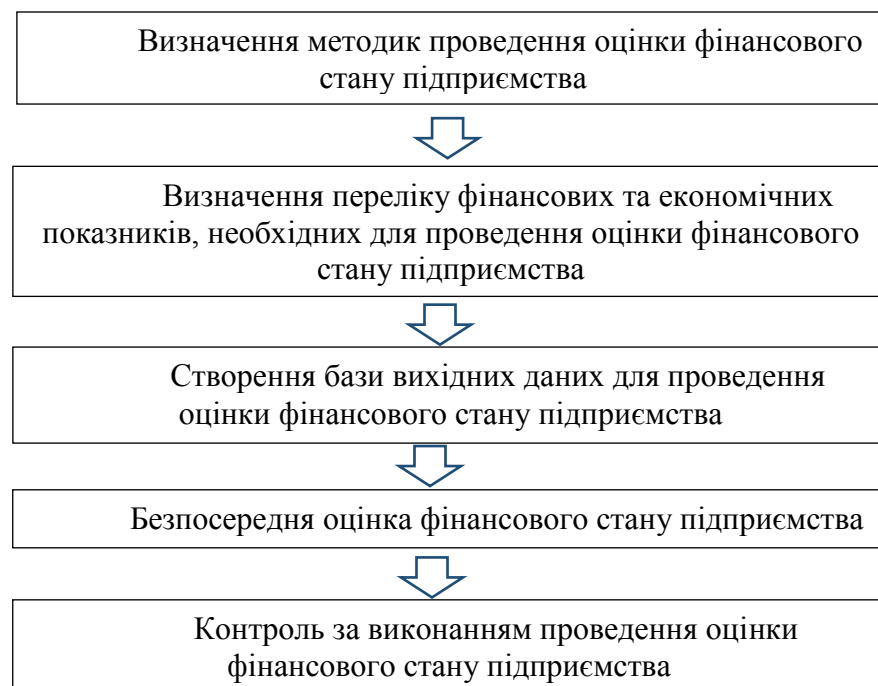 Визначення методик проведення оцінки фінансового
стану підприємства
Визначення переліку фінансових та економічних
показників, необхідних для проведення оцінки фінансового
стану підприємства
Створення бази вихідних даних для проведення
оцінки фінансового стану підприємства
Безпосередня оцінка фінансового стану підприємства
Контроль за виконанням проведення оцінки
фінансового стану підприємства